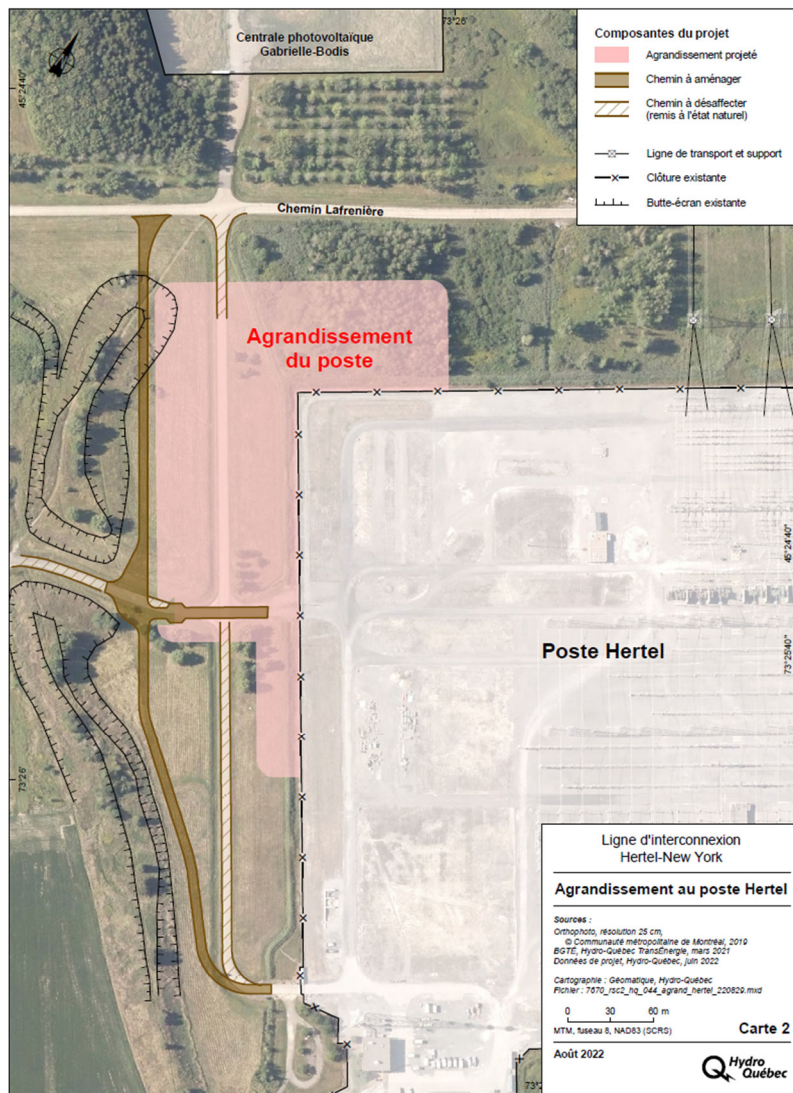 Centrale photovoltaïque
Gabrielle-Bodis
73°26'
45°24'40"
Composantes du projet
Agrandissement projeté
Chemin à aménager
Chemin à désaffecter
(remis à l'état naturel)
Ligne de transport et support
Clôture existante
Butte-écran existante
Chemin Lafrenière
Agrandissement
du poste
45°24'40"
Poste Hertel
73°25'40"
73°26'
Ligne d'interconnexion
Hertel-New York
Agrandissement au poste Hertel
Sources :
Orthophoto, résolution 25 cm,
© Communauté métropolitaine de Montréal, 2019
BGTE, Hydro-Québec TransÉnergie, mars 2021
Données de projet, Hydro-Québec, juin 2022
Cartographie : Géomatique, Hydro-Québec
Fichier : 7670_rsc2_hq_044_agrand_hertel_220829.mxd
0 30 60 m
MTM, fuseau 8, NAD83 (SCRS)
Carte 2
Août 2022
Hydro
Québec